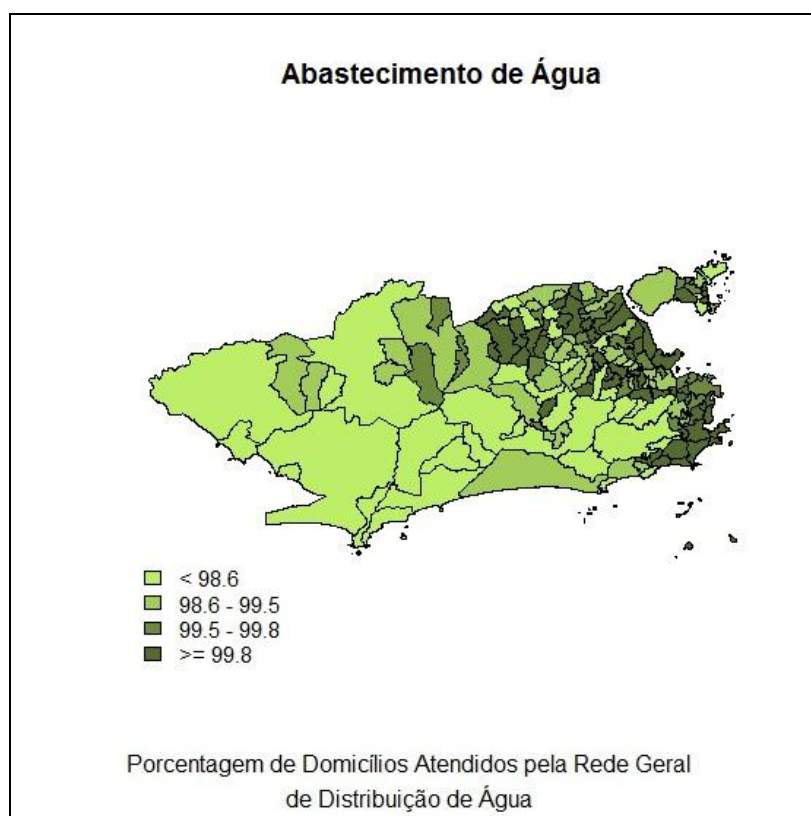 Abastecimento de Água
< 98.6
98.6 - 99.5
99.5 - 99.8
>= 99.8
Porcentagem de Domicílios Atendidos pela Rede Geral
de Distribuição de Água